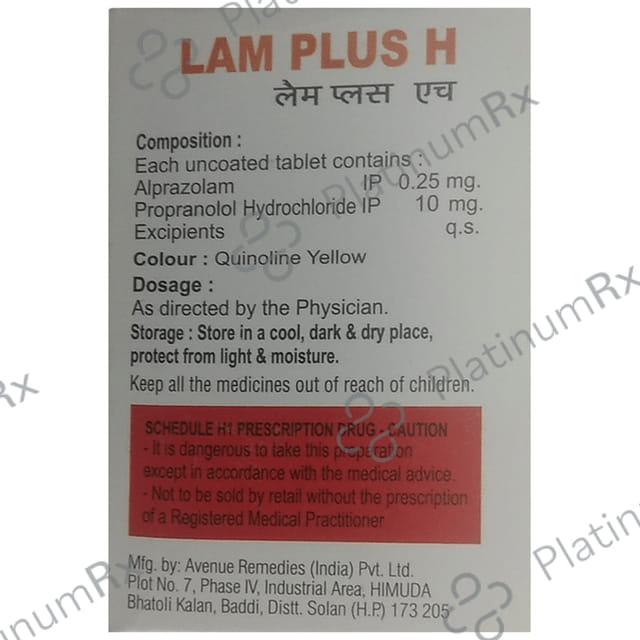 LAM PLUS H
लैम प्लस एच
Composition :
Each uncoated tablet contains :
Alprazolam IP 0.25 mg.
Propranolol Hydrochloride IP 10 mg.
Excipients q.s.
Colour : Quinoline Yellow
Dosage :
As directed by the Physician.
Storage : Store in a cool, dark & dry place,
protect from light & moisture.
Keep all the medicines out of reach of children.
SCHEDULE H1 PRESCRIPTION DRUG - CAUTION
- It is dangerous to take this preparation
except in accordance with the medical advice.
- Not to be sold by retail without the prescription
of a Registered Medical Practitioner
Mfg. by: Avenue Remedies (India) Pvt. Ltd.
Plot No. 7, Phase IV, Industrial Area, HIMUDA
Bhatoli Kalan, Baddi, Distt. Solan (H.P.) 173 205
PlatinumRx
PlatinumRx
Rx
PlatinumRx
Platinum